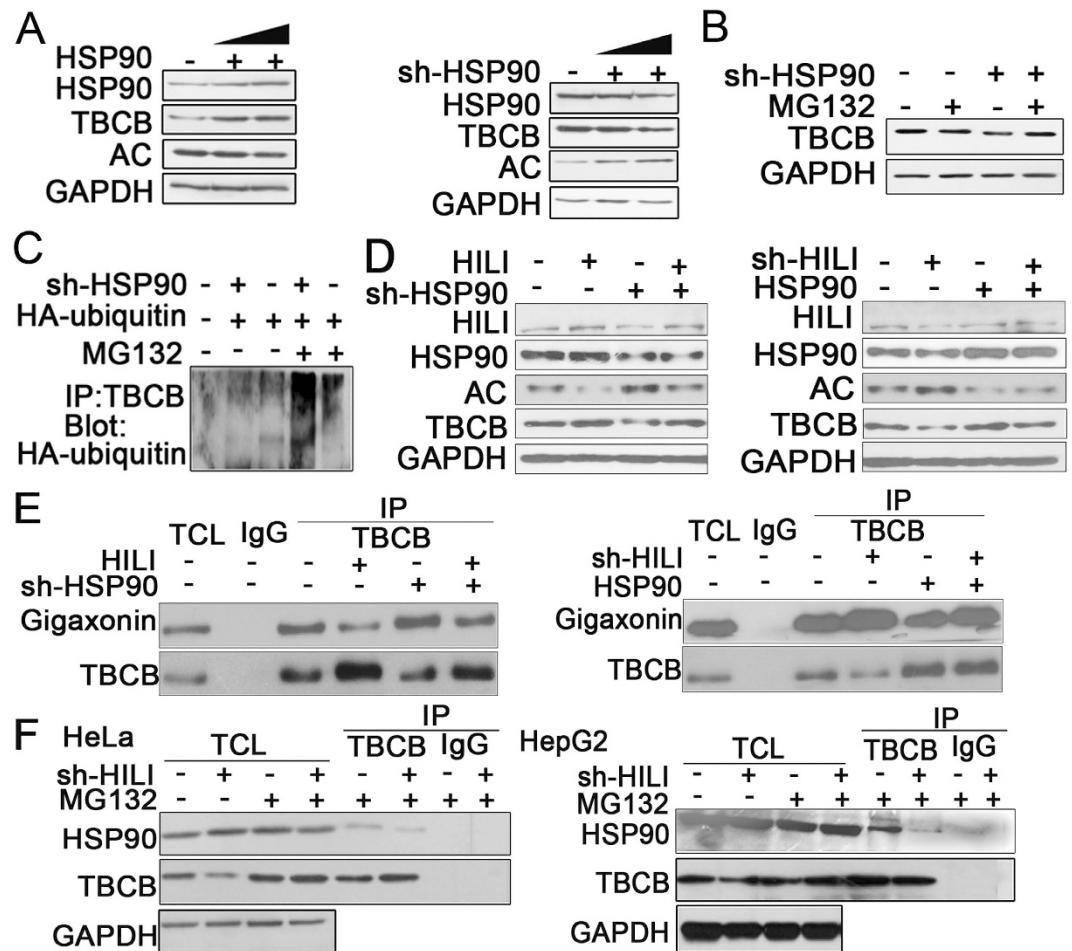 A
HSP90 - + +
HSP90
TBCB
AC
GAPDH
sh-HSP90 - + +
HSP90
TBCB
AC
GAPDH
B
sh-HSP90 - - + +
MG132 - + - +
TBCB
GAPDH
C
sh-HSP90 - + - + -
HA-ubiquitin - + + + +
MG132 - - - + +
IP:TBCB
Blot:
HA-ubiquitin
D
HILI - + - +
sh-HSP90 - - + +
HILI
HSP90
AC
TBCB
GAPDH
sh-HILI - + - +
HSP90 - - + +
HILI
HSP90
AC
TBCB
GAPDH
E
IP
TCL IgG TBCB
HILI - - - + - +
sh-HSP90 - - - - + +
Gigaxonin
TBCB
IP
TCL IgG TBCB
sh-HILI - - - + - +
HSP90 - - - - + +
Gigaxonin
TBCB
F
HeLa
IP
TCL TBCB IgG
sh-HILI - + - + - + - +
MG132 - - + + + + + +
HSP90
TBCB
GAPDH
HepG2
IP
TCL TBCB IgG
sh-HILI - + - + - + - +
MG132 - - + + + + + +
HSP90
TBCB
GAPDH